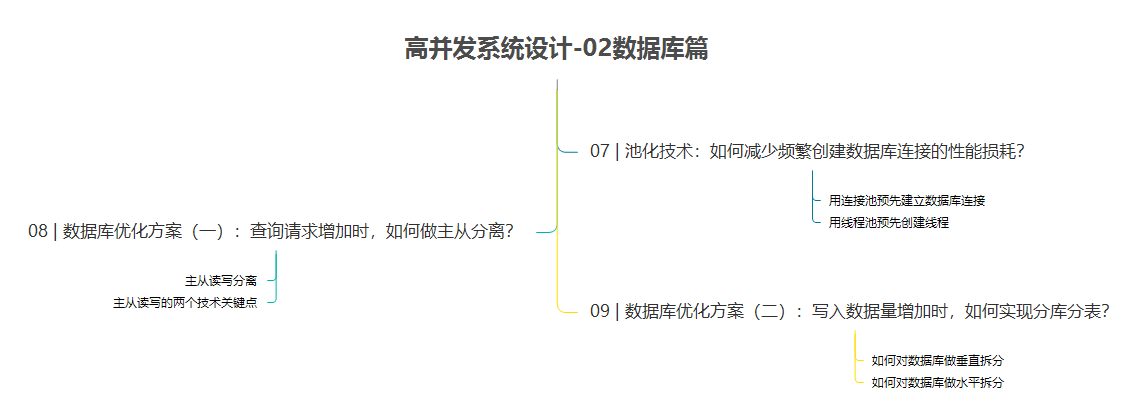 高并发系统设计-02数据库篇
07 | 池化技术：如何减少频繁创建数据库连接的性能损耗？
用连接池预先建立数据库连接
用线程池预先创建线程
08 | 数据库优化方案（一）：查询请求增加时，如何做主从分离？
主从读写分离
主从读写的两个技术关键点
09 | 数据库优化方案（二）：写入数据量增加时，如何实现分库分表？
如何对数据库做垂直拆分
如何对数据库做水平拆分